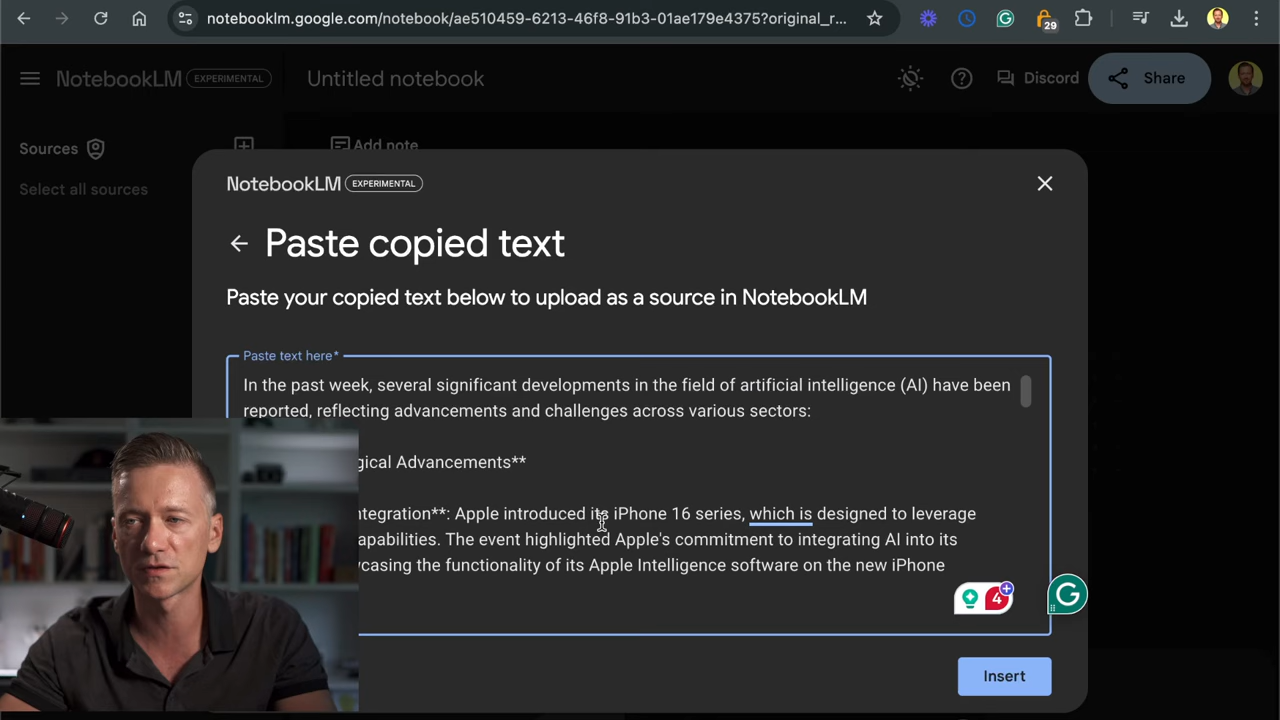 notebooklm.google.com/notebook/ae510459-6213-46f8-91b3-01ae179e4375?original_r...
29
NotebookLM EXPERIMENTAL
Untitled notebook
Discord
Share
Sources
Add note
Select all sources
NotebookLM EXPERIMENTAL
Paste copied text
Paste your copied text below to upload as a source in NotebookLM
Paste text here*
In the past week, several significant developments in the field of artificial intelligence (AI) have been
reported, reflecting advancements and challenges across various sectors:
gical Advancements**
ntegration**: Apple introduced its iPhone 16 series, which is designed to leverage
apabilities. The event highlighted Apple's commitment to integrating AI into its
wcasing the functionality of its Apple Intelligence software on the new iPhone
4
Insert